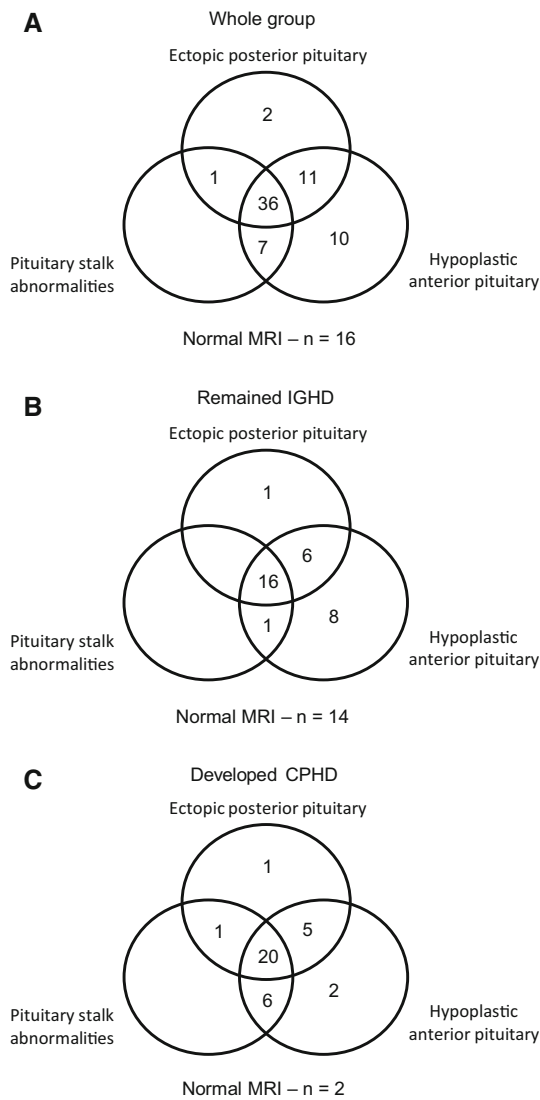 A
Whole group
Ectopic posterior pituitary
2
1
11
36
7
10
Pituitary stalk
abnormalities
Hypoplastic
anterior pituitary
Normal MRI – n = 16
B
Remained IGHD
Ectopic posterior pituitary
1
6
16
1
8
Pituitary stalk
abnormalities
Hypoplastic
anterior pituitary
Normal MRI – n = 14
C
Developed CPHD
Ectopic posterior pituitary
1
1
5
20
6
2
Pituitary stalk
abnormalities
Hypoplastic
anterior pituitary
Normal MRI – n = 2